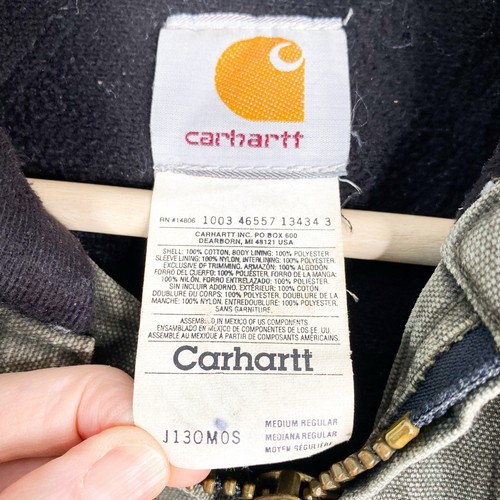 carhartt
RN #14806 1003 46557 13434 3
CARHARTT INC. PO BOX 600
DEARBORN, MI 48121 USA
SHELL: 100% COTTON, BODY LINING: 100% POLYESTER
SLEEVE LINING: 100% NYLON, INTERLINING: 100% POLYESTER,
EXCLUSIVE OF TRIMMING, ARMAZÓN: 100% ALGODÓN
FORRO DEL CUERPO: 100% POLYESTER, FORRO DE LA MANGA:
100% NILÓN, FORRO ENTRELAZADO: 100% POLYESTER
SIN INCLUIR ADORNO. EXTÉRIEUR: 100% COTON.
DOUBLURE DU CORPS: 100% POLYESTER, DOUBLURE DE LA
MANCHE: 100% NYLON, ENTREDOUBLURE: 100% POLYESTER
SANS GARNITURE.
ASSEMBLED IN MEXICO OF US COMPONENTS
ENSAMBLADO EN MÉXICO DE COMPONENTES DE LOS EE. UU
ASSEMBLÉ AU MEXIQUE À PARTIR DE COMPOSANTS AMÉRICAINS.
Carhartt
J130MOS
MEDIUM REGULAR
MEDIANA REGULAR
MOYEN RÉGULIÈRE